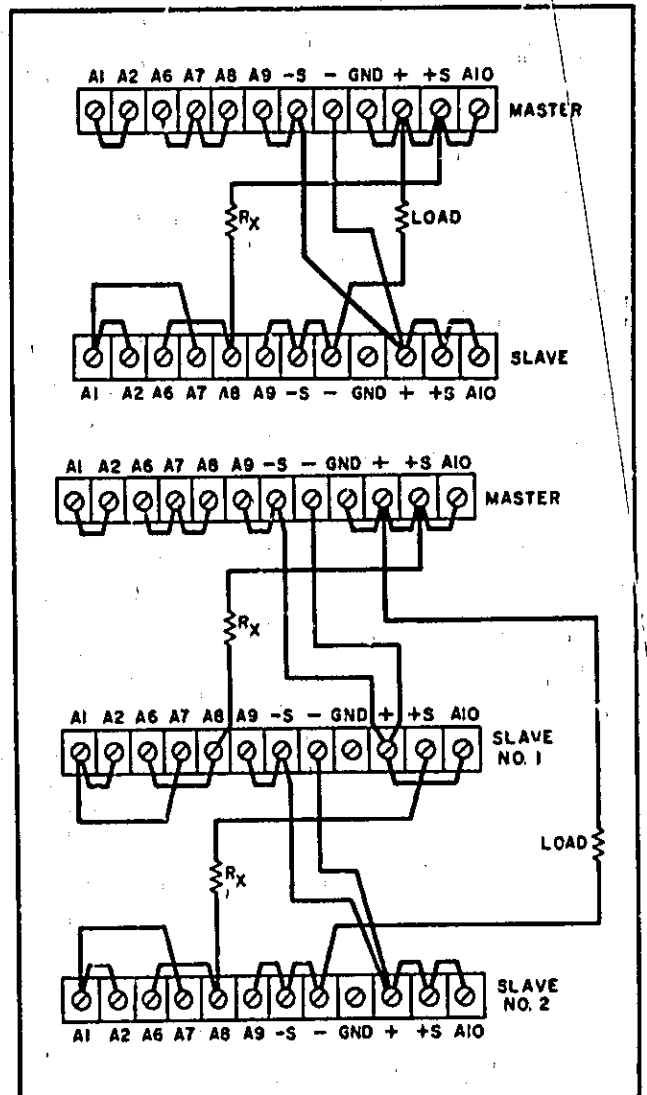 A1 A2 A6 A7 A8 A9 -S - GND + +S A10
MASTER
RX
LOAD
SLAVE
A1 A2 A6 A7 A8 A9 -S - GND + +S A10
A1 A2 A6 A7 A8 A9 -S - GND + +S A10
MASTER
RX
A1 A2 A6 A7 A8 A9 -S - GND + +S A10
SLAVE
NO. 1
LOAD
RX
SLAVE
NO. 2
A1 A2 A6 A7 A8 A9 -S - GND + +S A10